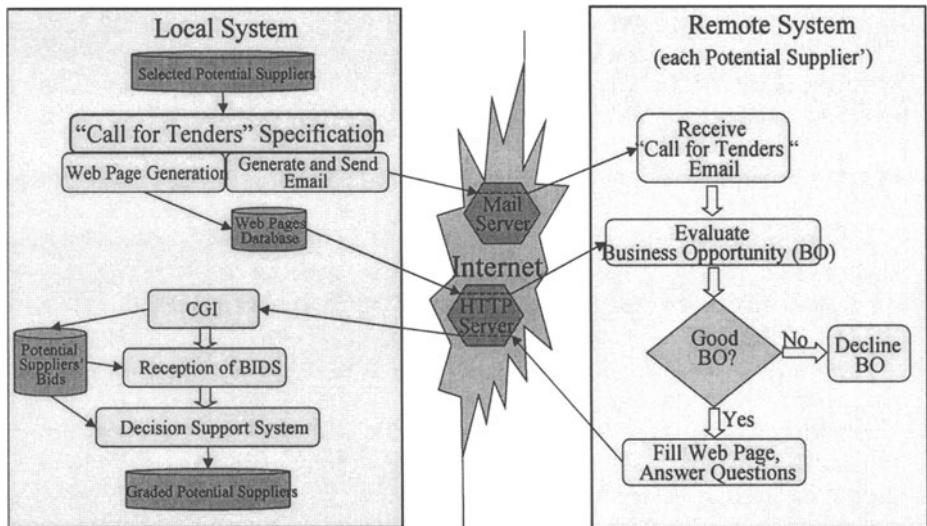 Local System
Selected Potential Suppliers
“Call for Tenders” Specification
Web Page Generation
Generate and Send
Email
Web Pages
Database
CGI
Potential
Suppliers'
Bids
Reception of BIDS
Decision Support System
Graded Potential Suppliers
Mail
Server
Internet
HTTP
Server
Remote System
(each Potential Supplier’)
Receive
“Call for Tenders “
Email
Evaluate
Business Opportunity (BO)
Good
BO?
No
Decline
BO
Yes
Fill Web Page,
Answer Questions